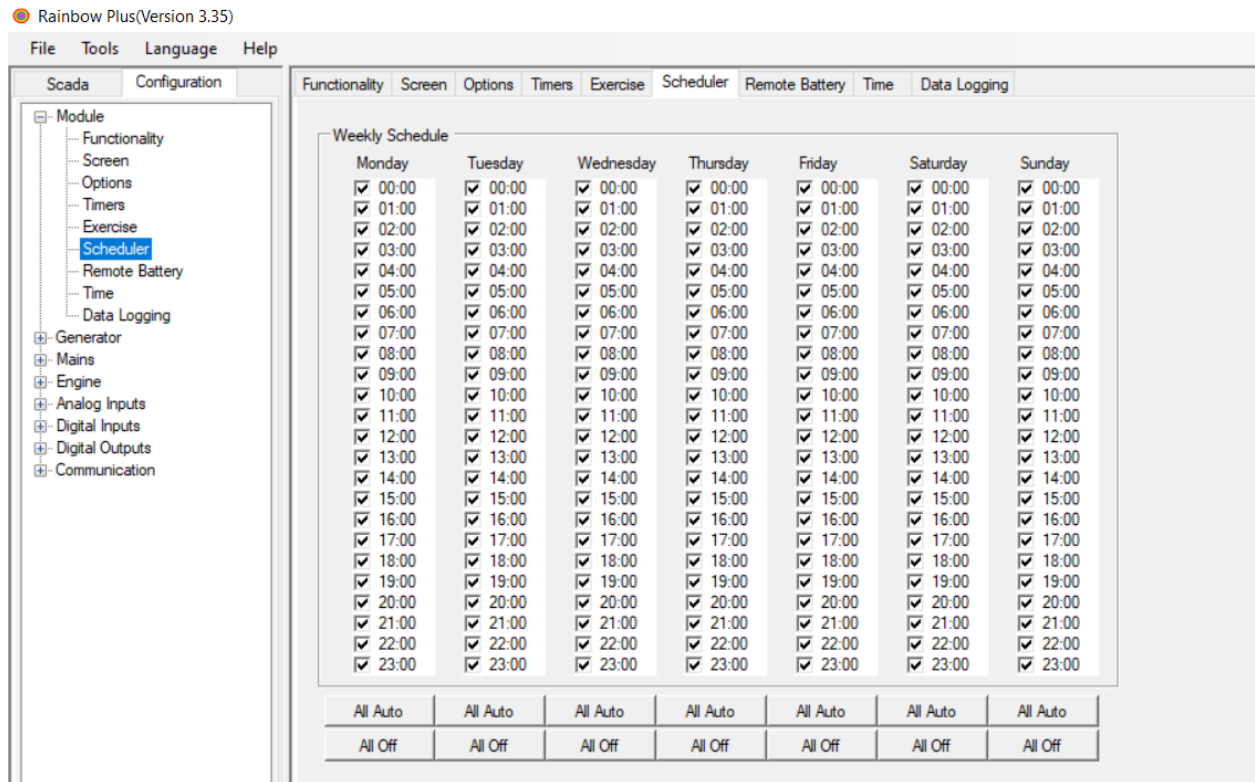 Rainbow Plus(Version 3.35)
File Tools Language Help
Scada Configuration
Module
Functionality
Screen
Options
Timers
Exercise
Scheduler
Remote Battery
Time
Data Logging
Generator
Mains
Engine
Analog Inputs
Digital Inputs
Digital Outputs
Communication
Functionality Screen Options Timers Exercise Scheduler Remote Battery Time Data Logging
Weekly Schedule
Monday Tuesday Wednesday Thursday Friday Saturday Sunday
00:00 00:00 00:00 00:00 00:00 00:00 00:00
01:00 01:00 01:00 01:00 01:00 01:00 01:00
02:00 02:00 02:00 02:00 02:00 02:00 02:00
03:00 03:00 03:00 03:00 03:00 03:00 03:00
04:00 04:00 04:00 04:00 04:00 04:00 04:00
05:00 05:00 05:00 05:00 05:00 05:00 05:00
06:00 06:00 06:00 06:00 06:00 06:00 06:00
07:00 07:00 07:00 07:00 07:00 07:00 07:00
08:00 08:00 08:00 08:00 08:00 08:00 08:00
09:00 09:00 09:00 09:00 09:00 09:00 09:00
10:00 10:00 10:00 10:00 10:00 10:00 10:00
11:00 11:00 11:00 11:00 11:00 11:00 11:00
12:00 12:00 12:00 12:00 12:00 12:00 12:00
13:00 13:00 13:00 13:00 13:00 13:00 13:00
14:00 14:00 14:00 14:00 14:00 14:00 14:00
15:00 15:00 15:00 15:00 15:00 15:00 15:00
16:00 16:00 16:00 16:00 16:00 16:00 16:00
17:00 17:00 17:00 17:00 17:00 17:00 17:00
18:00 18:00 18:00 18:00 18:00 18:00 18:00
19:00 19:00 19:00 19:00 19:00 19:00 19:00
20:00 20:00 20:00 20:00 20:00 20:00 20:00
21:00 21:00 21:00 21:00 21:00 21:00 21:00
22:00 22:00 22:00 22:00 22:00 22:00 22:00
23:00 23:00 23:00 23:00 23:00 23:00 23:00
All Auto All Auto All Auto All Auto All Auto All Auto All Auto
All Off All Off All Off All Off All Off All Off All Off